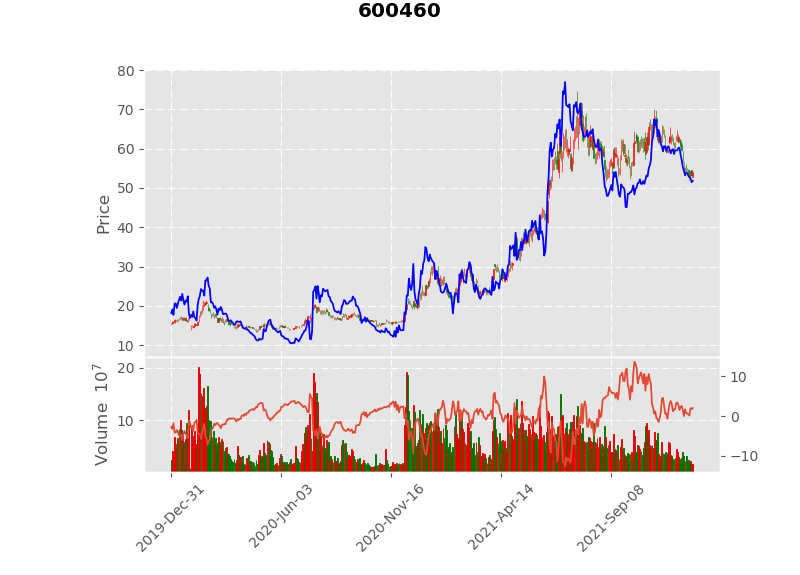 600460
80
70
60
50
40
30
20
10
Price
20
10
Volume 10^7
10
0
−10
2019-Dec-31
2020-Jun-03
2020-Nov-16
2021-Apr-14
2021-Sep-08